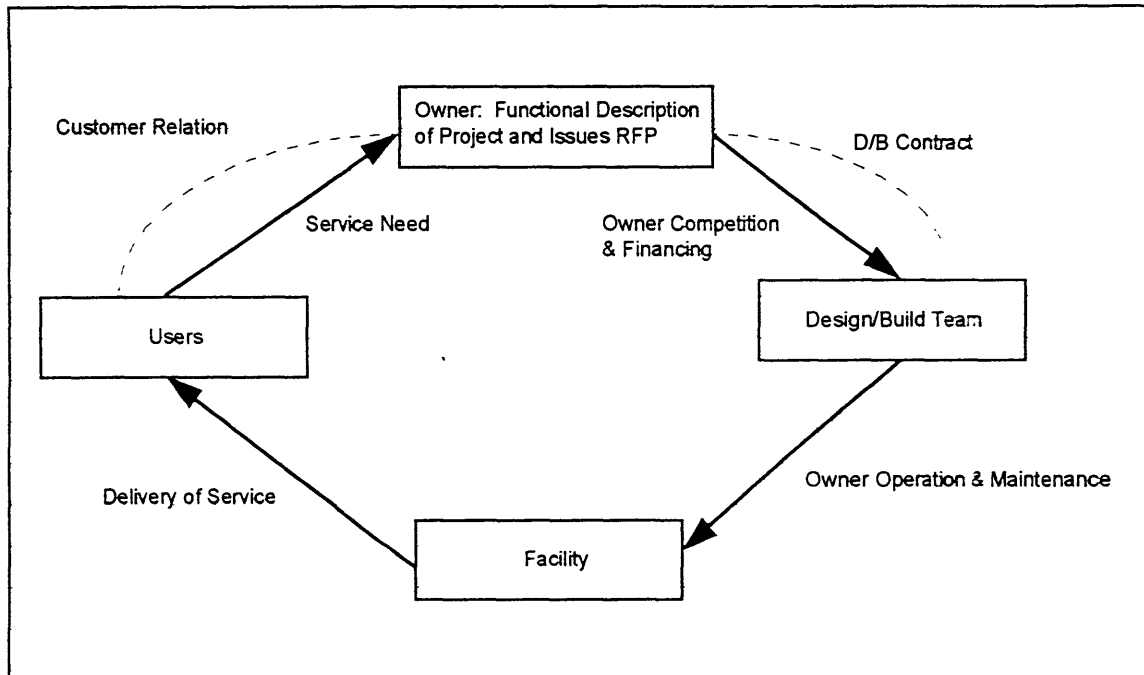 Customer Relation
Owner: Functional Description
of Project and Issues RFP
D/B Contract
Service Need
Owner Competition
& Financing
Users
Design/Build Team
Delivery of Service
Owner Operation & Maintenance
Facility